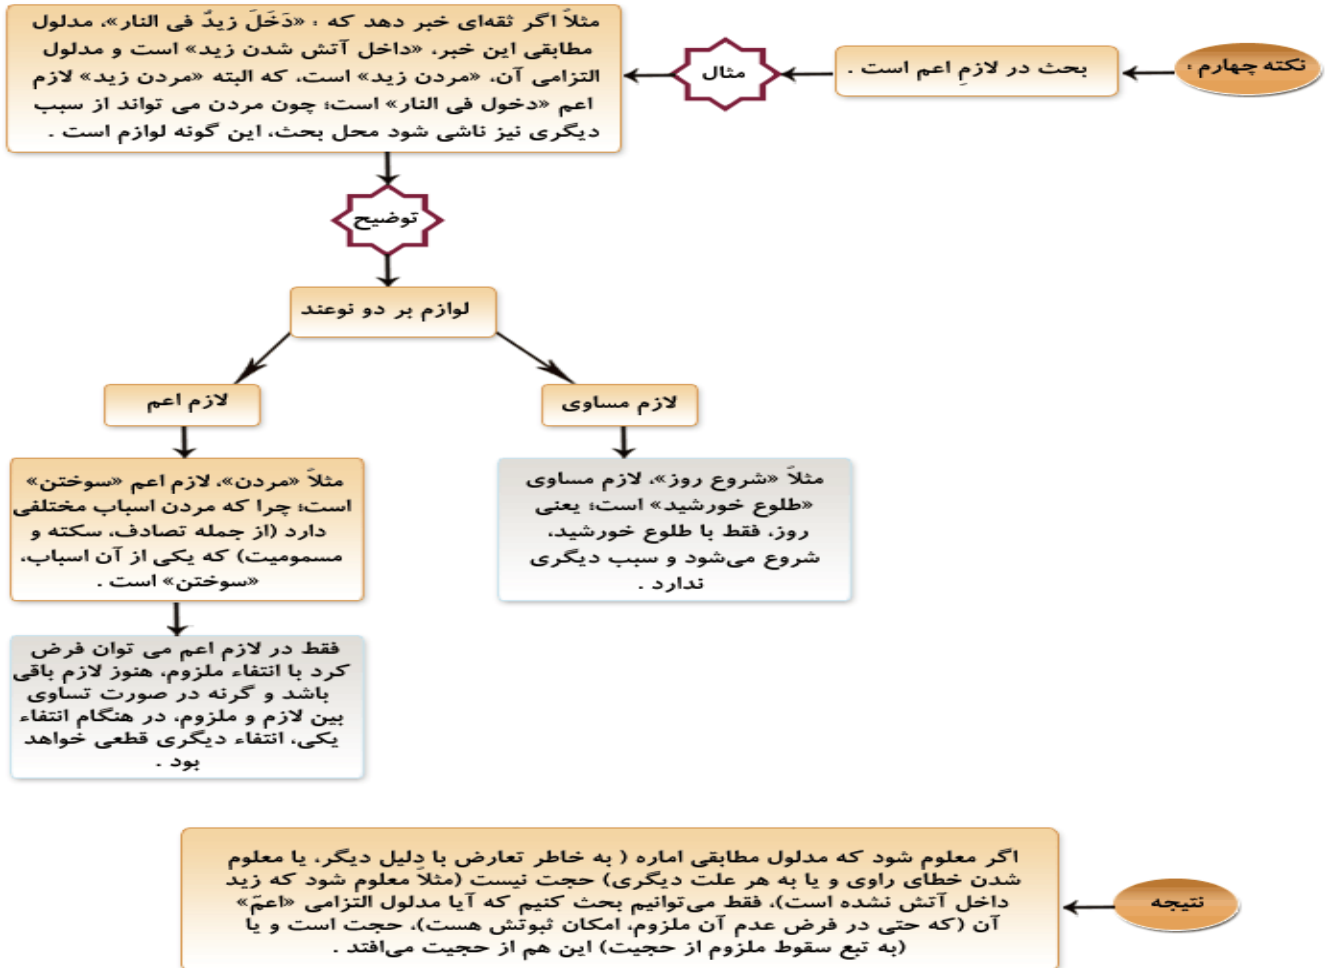 نکته چهارم :
بحث در لازمِ اعم است .
مثال
مثلاً اگر ثقه‌ای خبر دهد که : «دَخَلَ زیدٌ فی النار»، مدلول
مطابقی این خبر، «داخل آتش شدن زید» است و مدلول
التزامی آن، «مردن زید» است، که البته «مردن زید» لازم
اعم «دخول فی النار» است؛ چون مردن می تواند از سبب
دیگری نیز ناشی شود محل بحث، این گونه لوازم است .
توضیح
لوازم بر دو نوعند
لازم مساوی
مثلاً «شروع روز»، لازم مساوی
«طلوع خورشید» است؛ یعنی
روز، فقط با طلوع خورشید،
شروع می‌شود و سبب دیگری
ندارد .
لازم اعم
مثلاً «مردن»، لازم اعم «سوختن»
است؛ چرا که مردن اسباب مختلفی
دارد (از جمله تصادف، سکته و
مسمومیت) که یکی از آن اسباب،
«سوختن» است .
فقط در لازم اعم می توان فرض
کرد با انتفاء ملزوم، هنوز لازم باقی
باشد و گرنه در صورت تساوی
بین لازم و ملزوم، در هنگام انتفاء
یکی، انتفاء دیگری قطعی خواهد
بود .
نتیجه
اگر معلوم شود که مدلول مطابقی اماره ( به خاطر تعارض با دلیل دیگر، یا معلوم
شدن خطای راوی و یا به هر علت دیگری) حجت نیست (مثلاً معلوم شود که زید
داخل آتش نشده است)، فقط می‌توانیم بحث کنیم که آیا مدلول التزامی «اعمّ»
آن (که حتی در فرض عدم آن ملزوم، امکان ثبوتش هست)، حجت است و یا
(به تبع سقوط ملزوم از حجیت) این هم از حجیت می‌افتد .